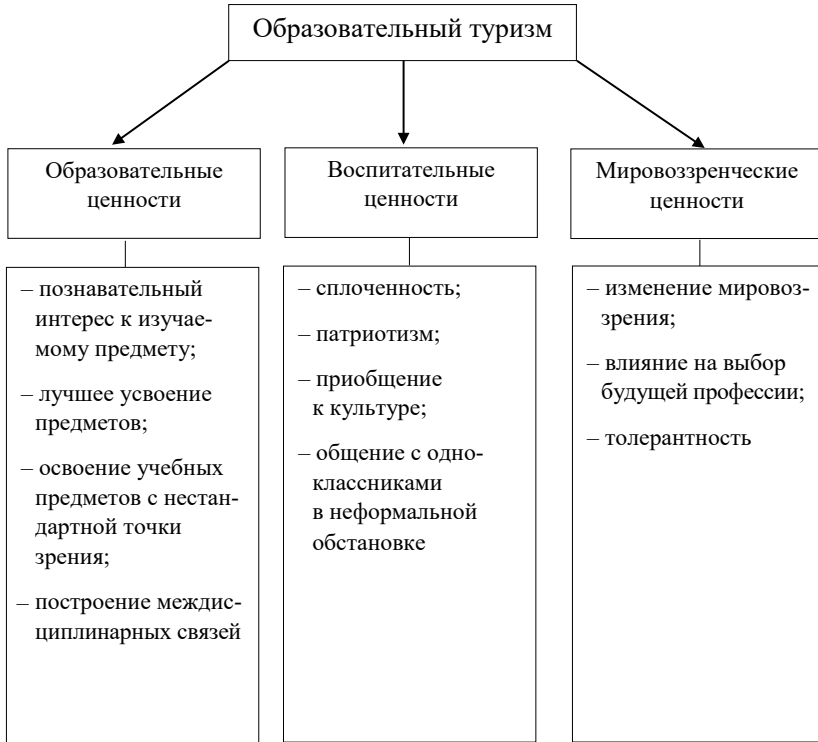 Образовательный туризм
Образовательные
ценности
– познавательный
интерес к изучае-
мому предмету;
– лучшее усвоение
предметов;
– освоение учебных
предметов с нестан-
дартной точки
зрения;
– построение междис-
циплинарных связей
Воспитательные
ценности
– сплоченность;
– патриотизм;
– приобщение
к культуре;
– общение с одно-
классниками
в неформальной
обстановке
Мировоззренческие
ценности
– изменение мировоз-
зрения;
– влияние на выбор
будущей профессии;
– толерантность